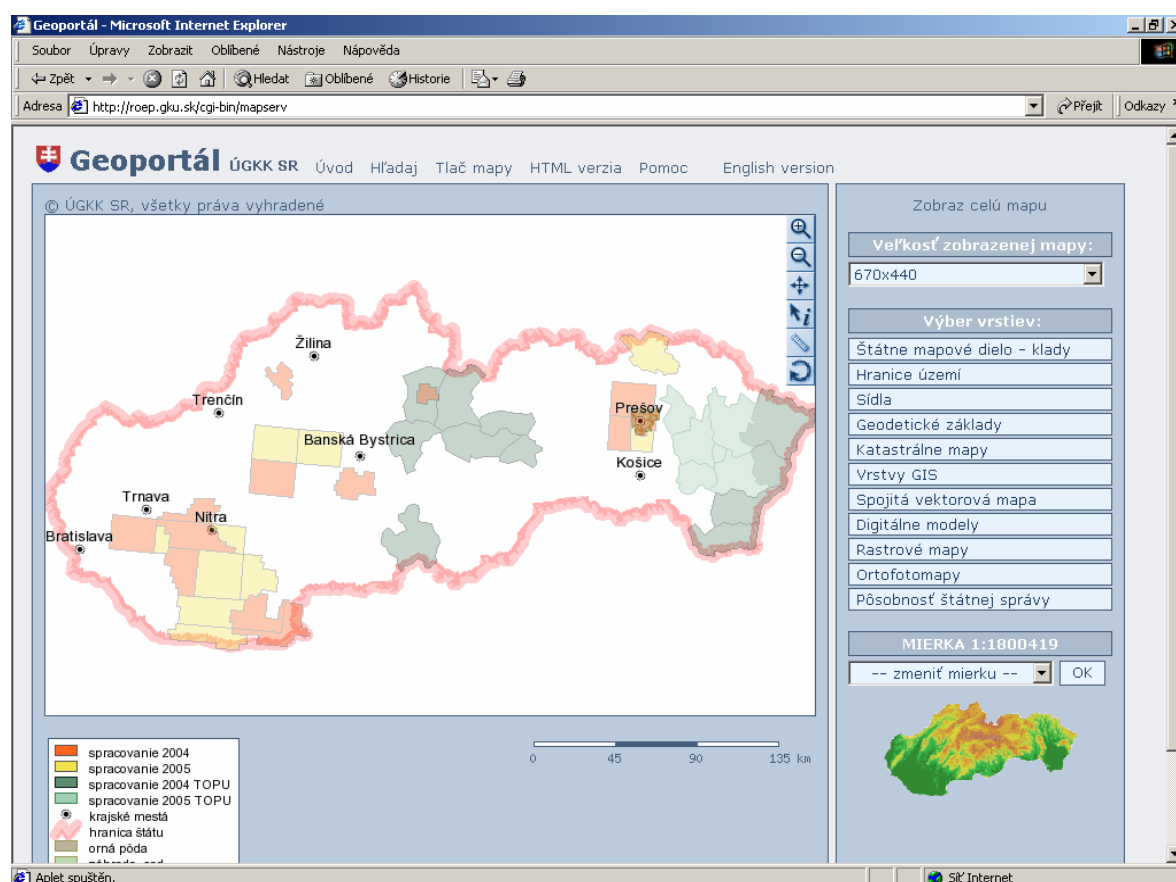 Geoportál - Microsoft Internet Explorer
Soubor Úpravy Zobrazit Oblíbené Nástroje Nápověda
Zpět Hledat Oblíbené Historie
Adresa http://roep.gku.sk/cgi-bin/mapserv Přejít Odkazy
Geoportál ÚGKK SR Úvod Hľadaj Tlač mapy HTML verzia Pomoc English version
© ÚGKK SR, všetky práva vyhradené
Žilina
Trenčín
Prešov
Banská Bystrica
Košice
Trnava
Nitra
Bratislava
Zobraz celú mapu
Veľkosť zobrazenej mapy:
670x440
Výber vrstiev:
Štátne mapové dielo - klady
Hranice území
Sídla
Geodetické základy
Katastrálne mapy
Vrstvy GIS
Spojitá vektorová mapa
Digitálne modely
Rastrové mapy
Ortofotomapy
Pôsobnosť štátnej správy
MIERKA 1:1800419
-- zmeniť mierku -- OK
spracovanie 2004
spracovanie 2005
spracovanie 2004 TOPU
spracovanie 2005 TOPU
krajské mestá
hranica štátu
orná pôda
0 45 90 135 km
Aplet spuštěn. Síť Internet